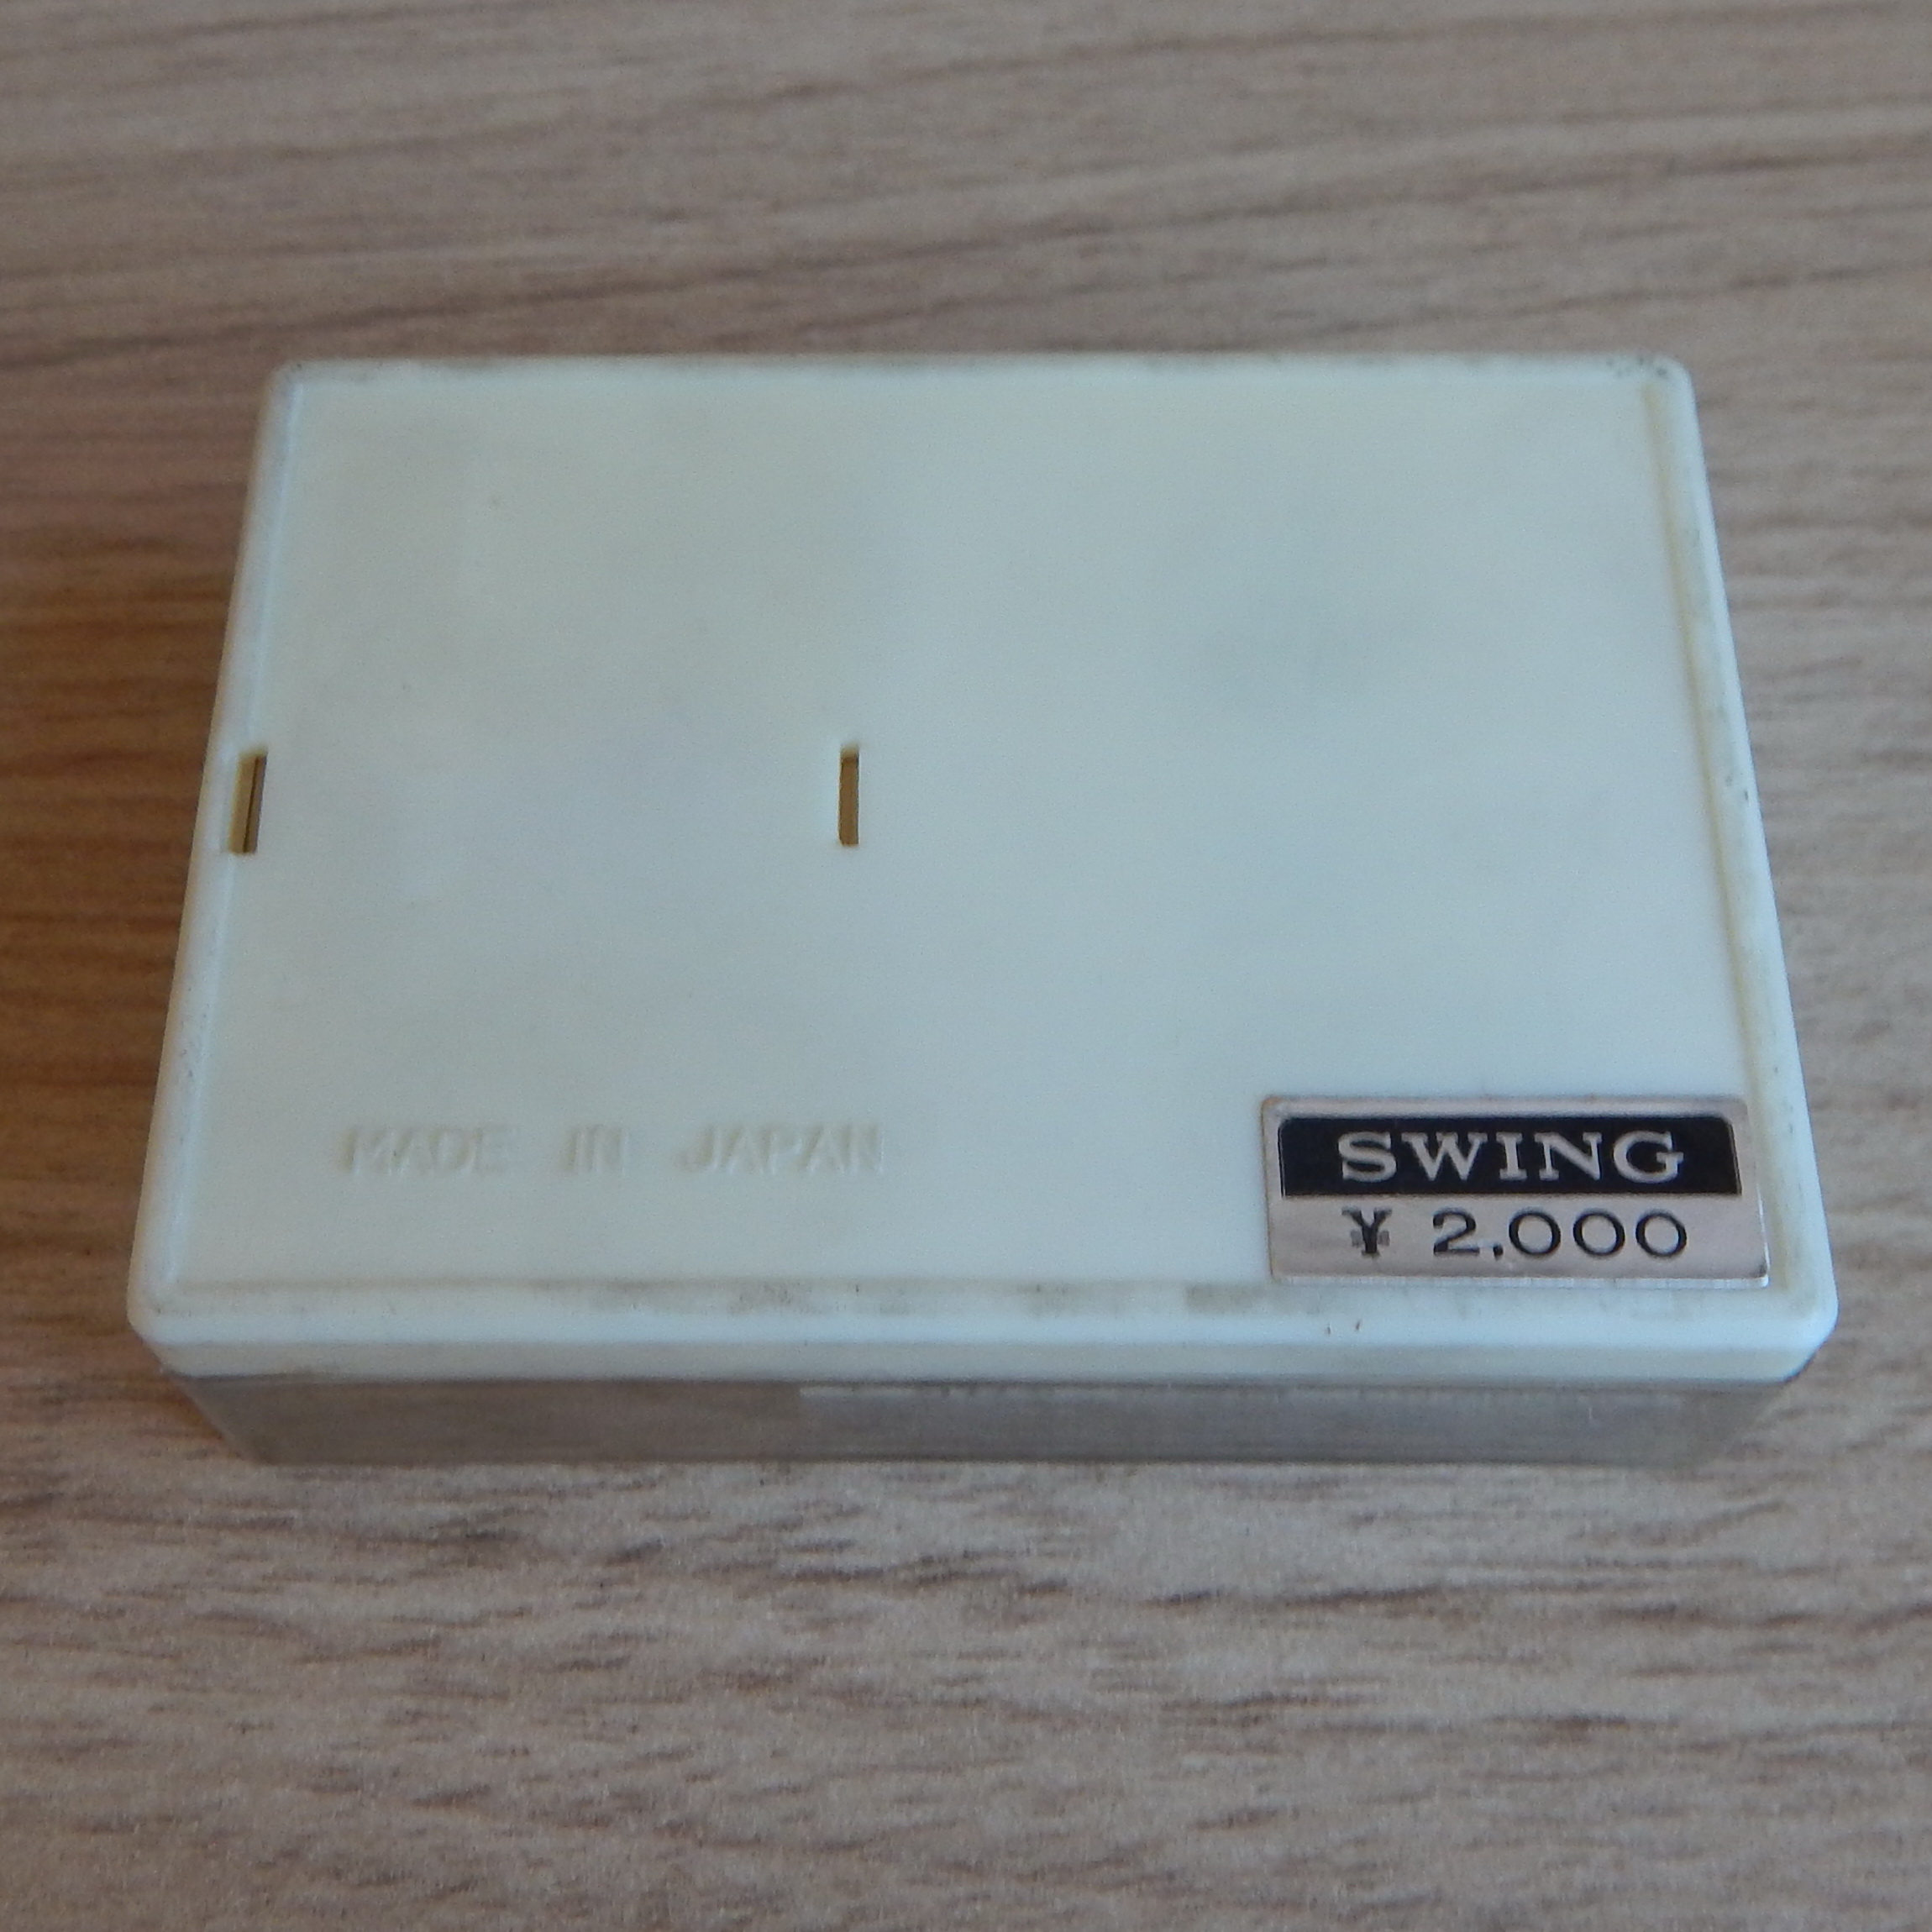 MADE IN JAPAN
SWING
¥ 2,000